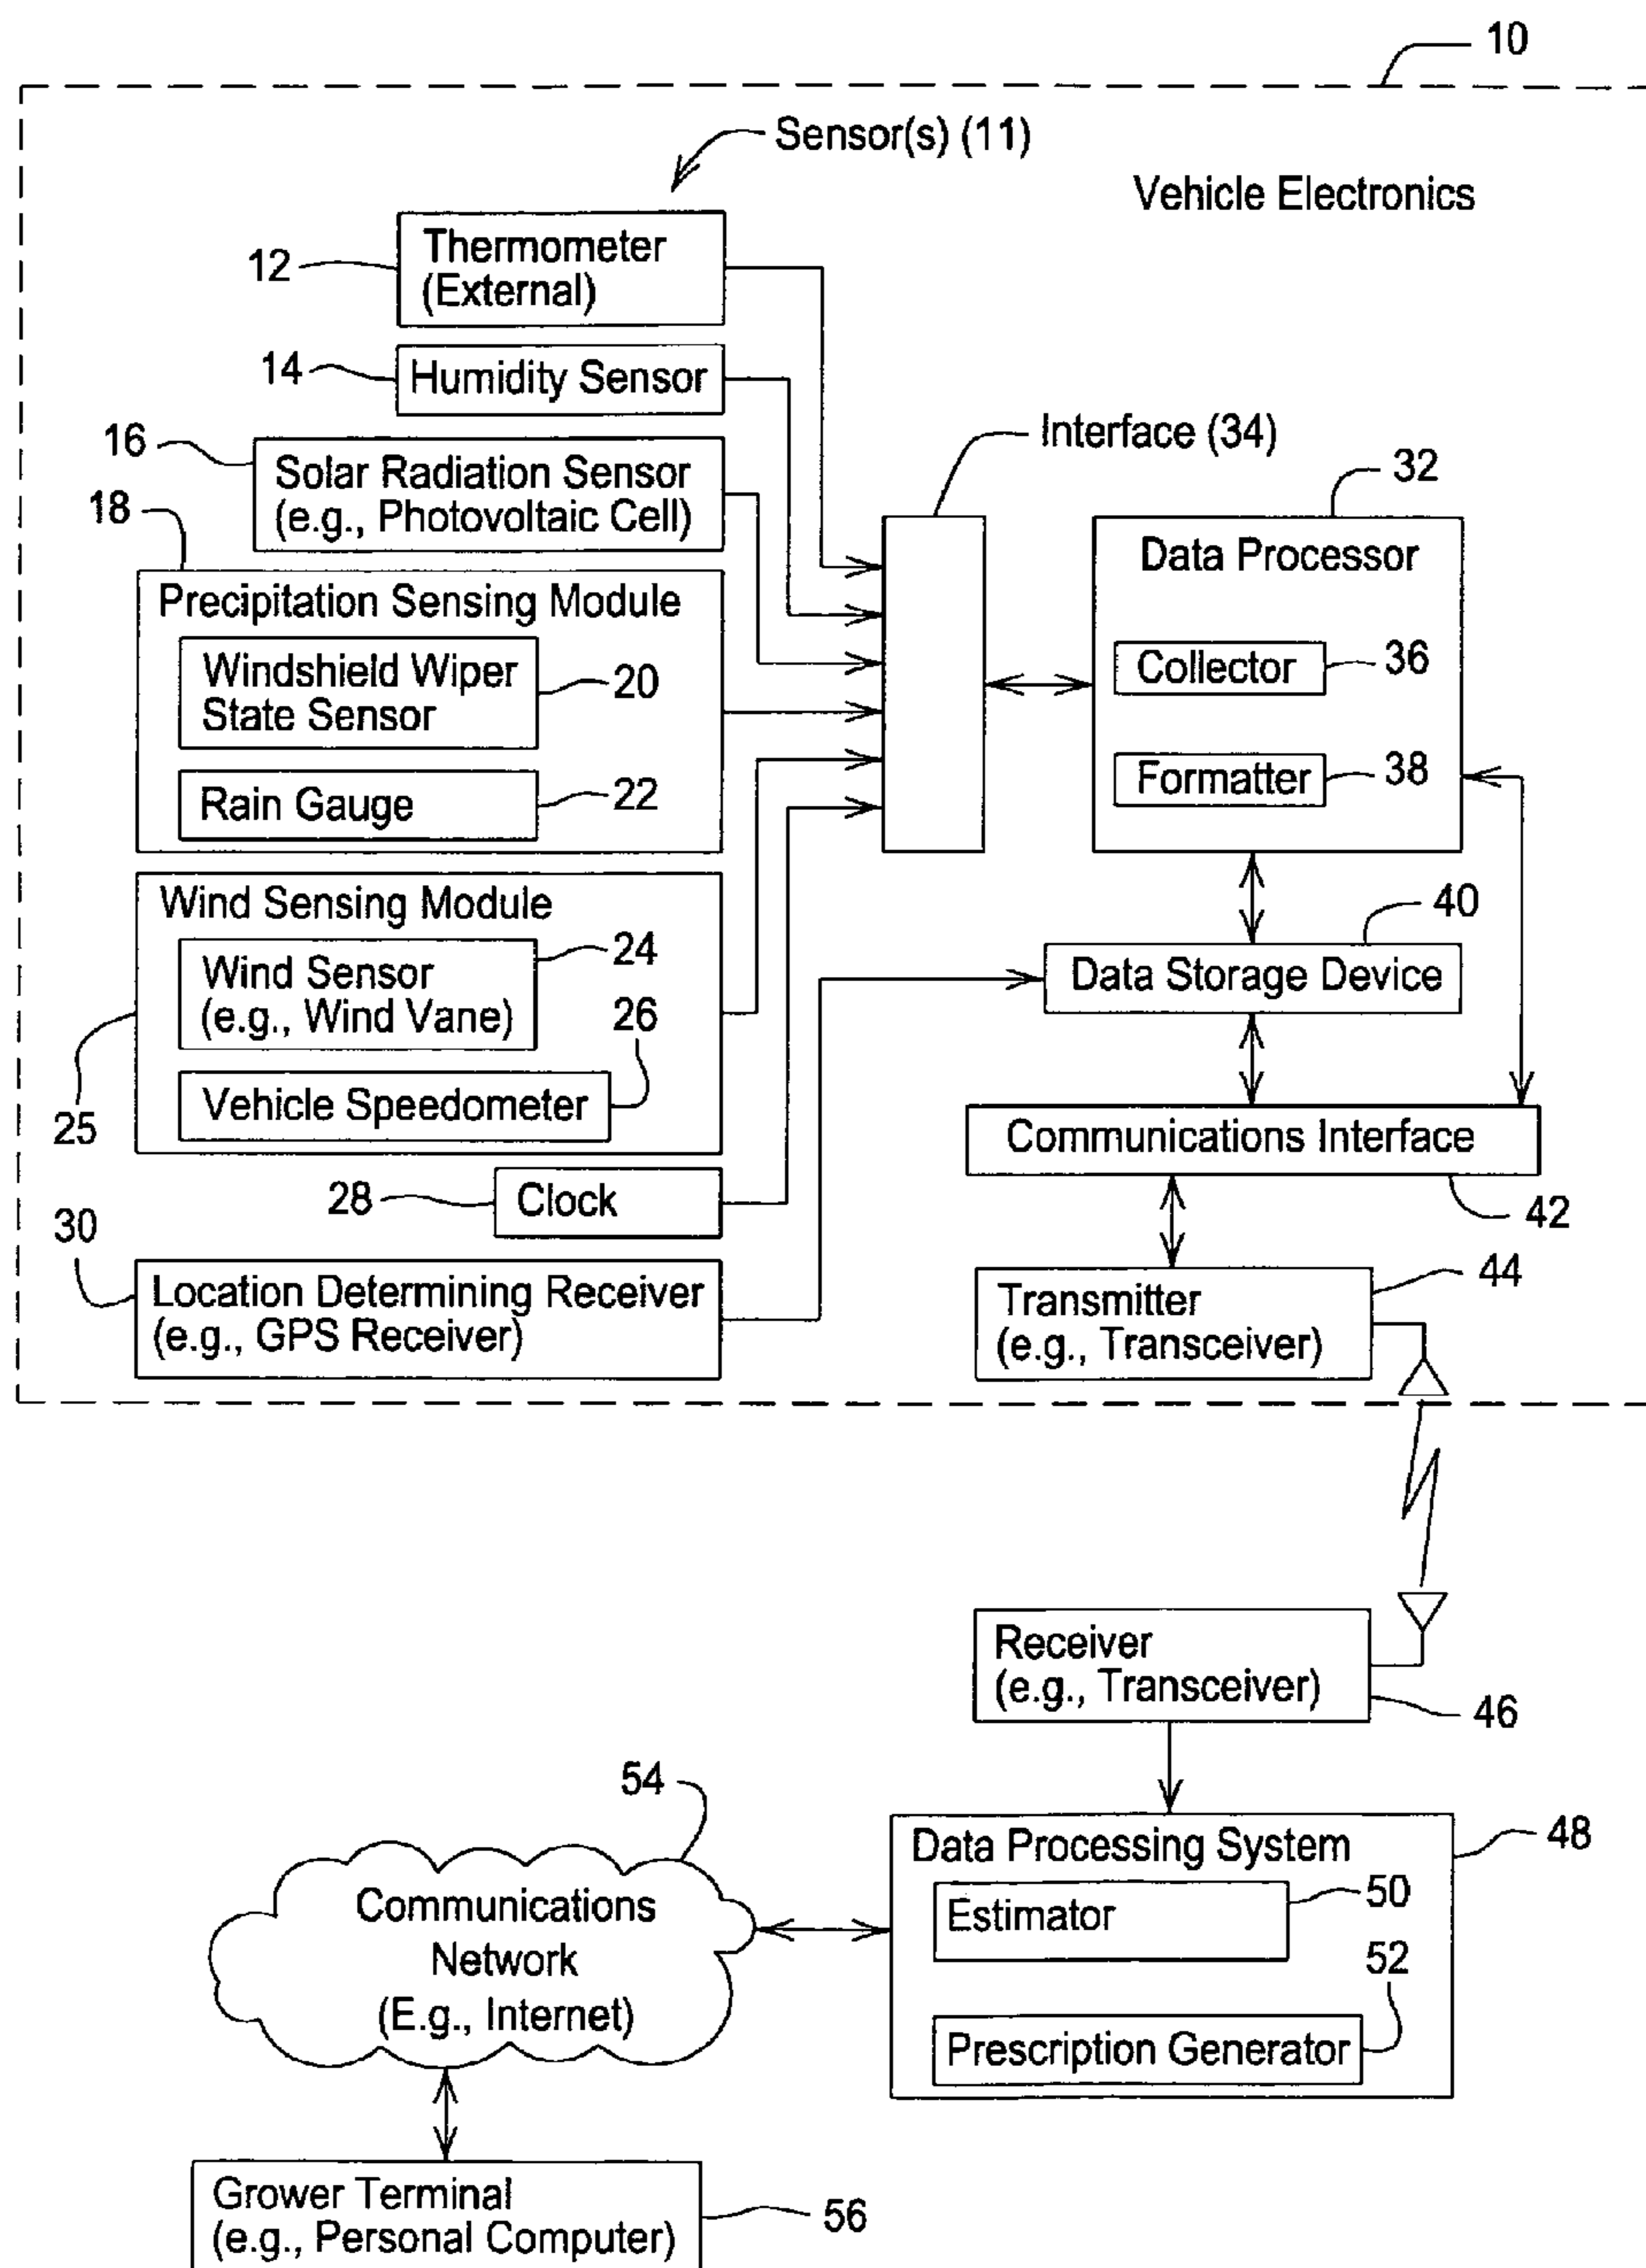 10
Sensor(s) (11)
Vehicle Electronics
12
Thermometer
(External)
14
Humidity Sensor
16
Solar Radiation Sensor
(e.g., Photovoltaic Cell)
Interface (34)
32
18
Precipitation Sensing Module
Windshield Wiper
State Sensor
20
Rain Gauge
22
Data Processor
Collector
36
Formatter
38
Wind Sensing Module
Wind Sensor
(e.g., Wind Vane)
24
26
Vehicle Speedometer
25
40
Data Storage Device
Communications Interface
42
28
Clock
30
Location Determining Receiver
(e.g., GPS Receiver)
Transmitter
(e.g., Transceiver)
44
Receiver
(e.g., Transceiver)
46
54
Communications
Network
(E.g., Internet)
Data Processing System
48
Estimator
50
52
Prescription Generator
Grower Terminal
(e.g., Personal Computer)
56